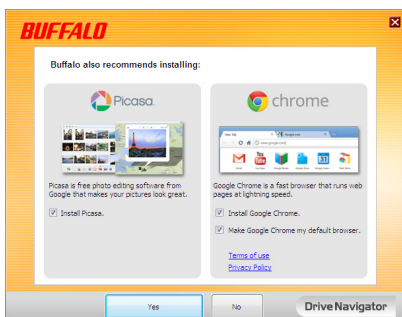 BUFFALO
Buffalo also recommends installing:
Picasa
chrome
Picasa is free photo editing software from
Google that makes your pictures look great.
Install Picasa.
Google Chrome is a fast browser that runs web
pages at lightning speed.
Install Google Chrome.
Make Google Chrome my default browser.
Terms of use
Privacy Policy
Yes
No
DriveNavigator